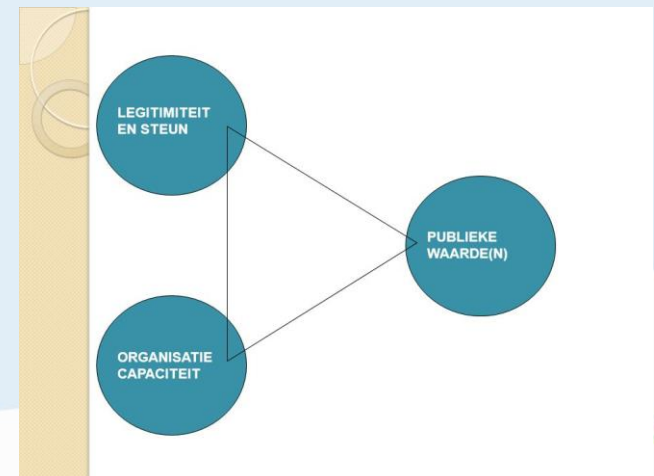 LEGITIMITEIT
EN STEUN
PUBLIEKE
WAARDE(N)
ORGANISATIE
CAPACITEIT